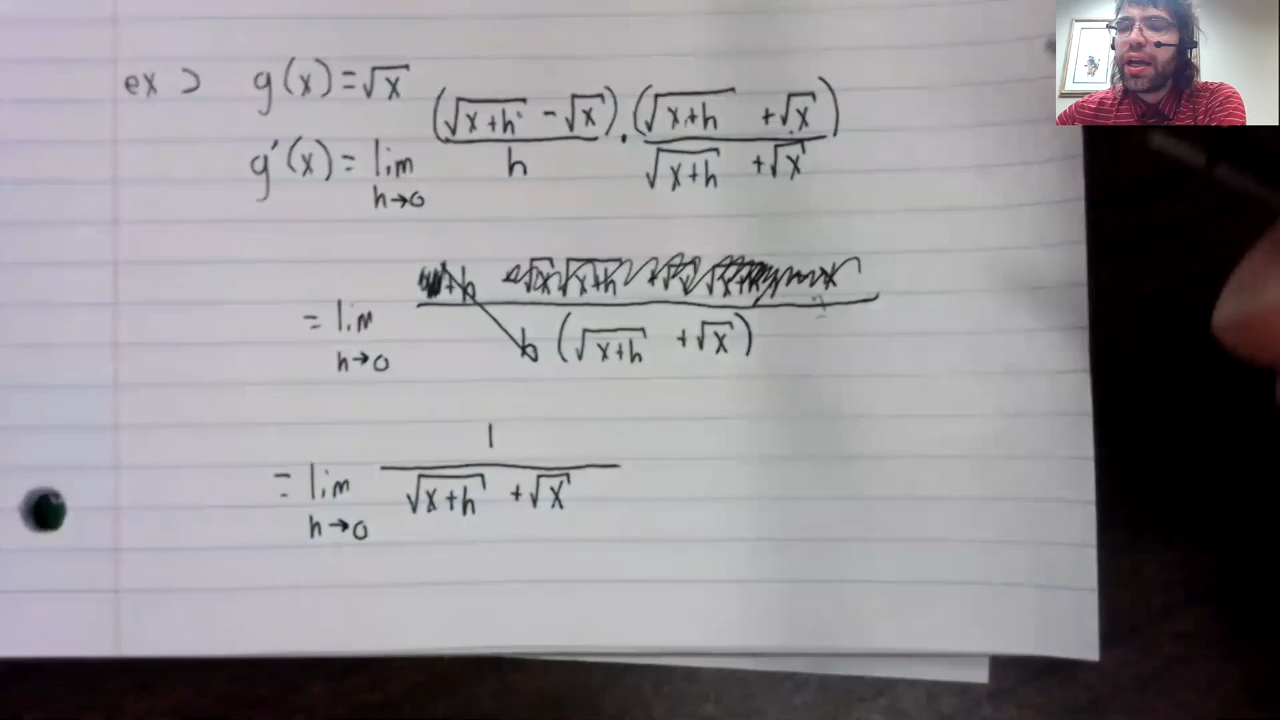 ex > g(x) = √x
g'(x) = lim h→0 (√x+h - √x) / h · (√x+h + √x) / √x+h + √x
= lim h→0 +h / h (√x+h + √x)
= lim h→0 1 / √x+h + √x